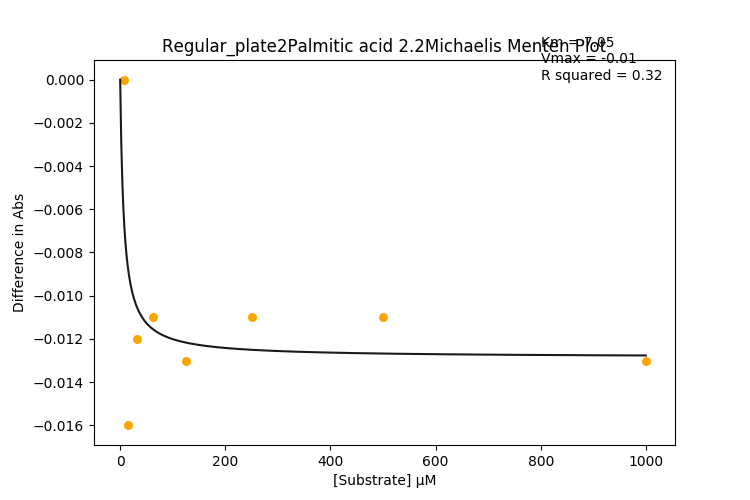 Regular_plate2Palmitic acid 2.2Michaelis Menten Plot
Km = 7.05
Vmax = -0.01
R squared = 0.32
0.000
−0.002
−0.004
−0.006
−0.008
−0.010
−0.012
−0.014
−0.016
Difference in Abs
0 200 400 600 800 1000
[Substrate] μM